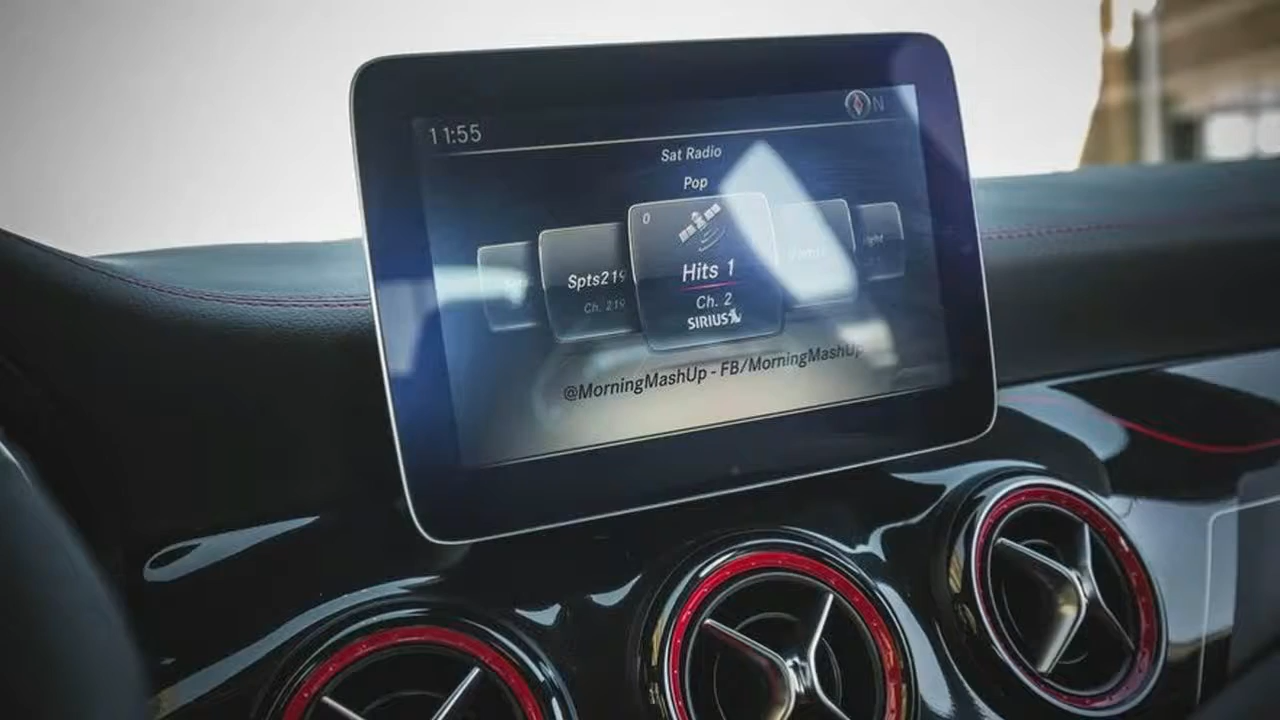 11:55
N
Sat Radio
Pop
0
Hits 1
Ch. 2
SIRIUS
Spts219
Ch. 219
@MorningMashUp - FB/MorningMashUp